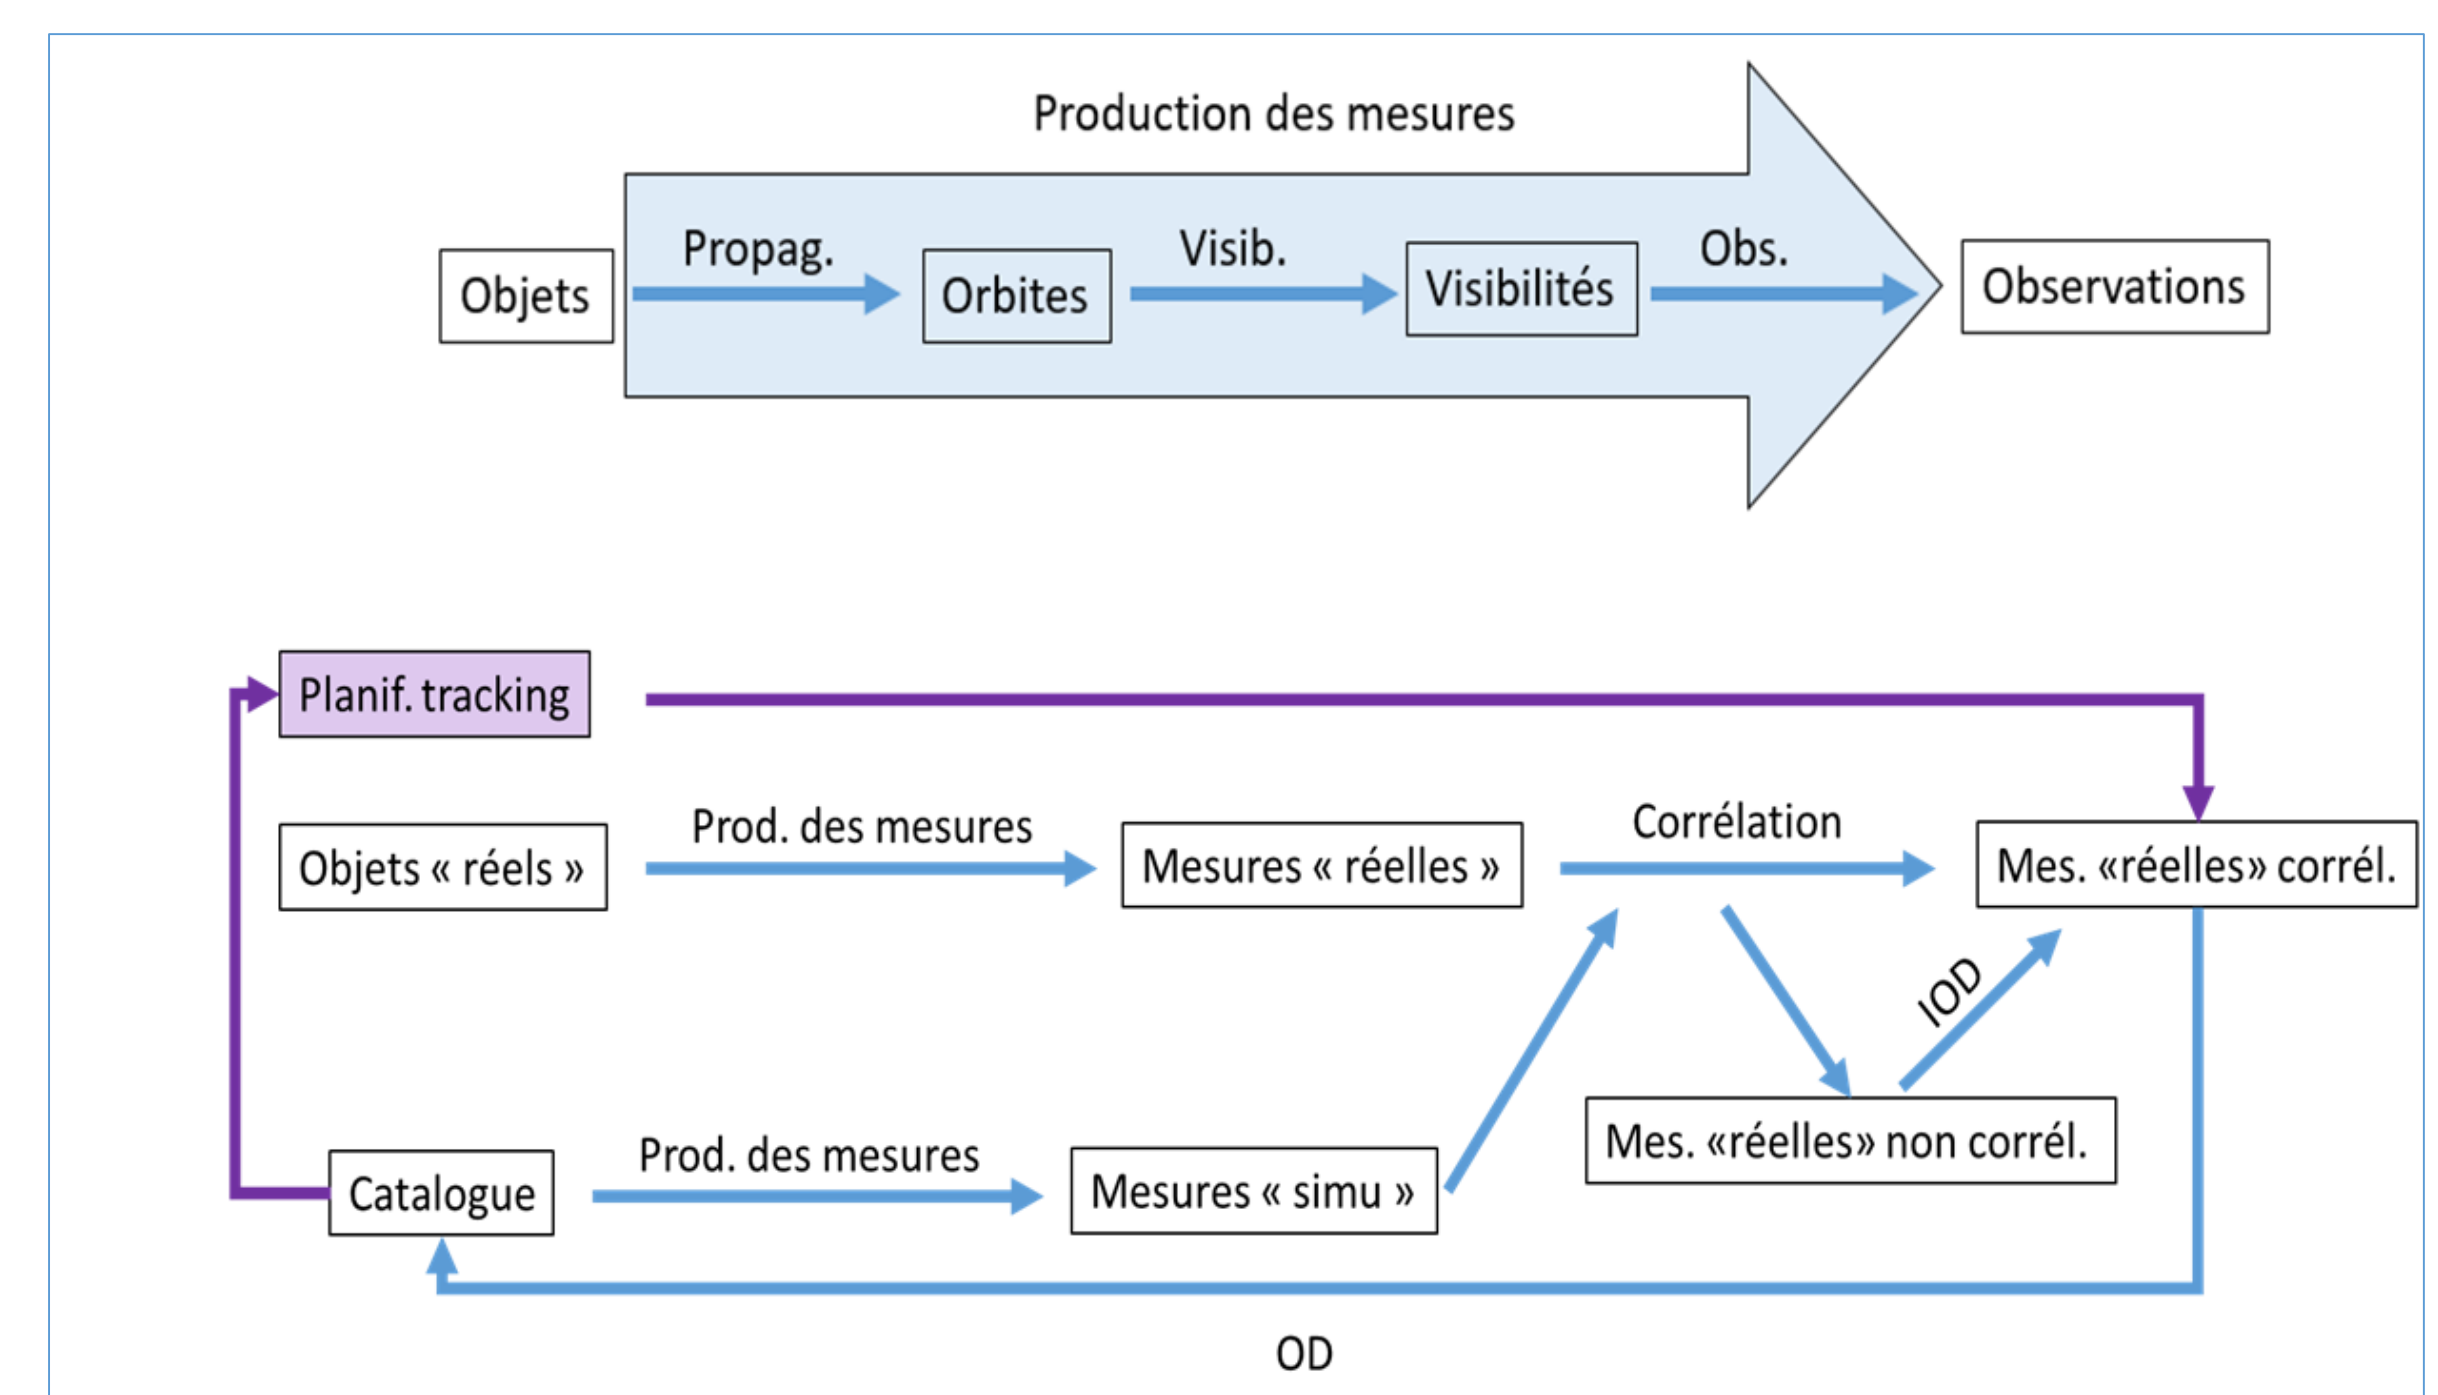 Production des mesures
Propag.
Visib.
Obs.
Objets
Orbites
Visibilités
Observations
Planif. tracking
Prod. des mesures
Corrélation
Objets « réels »
Mesures « réelles »
Mes. «réelles» corrél.
IOD
Prod. des mesures
Mes. «réelles» non corrél.
Catalogue
Mesures « simu »
OD